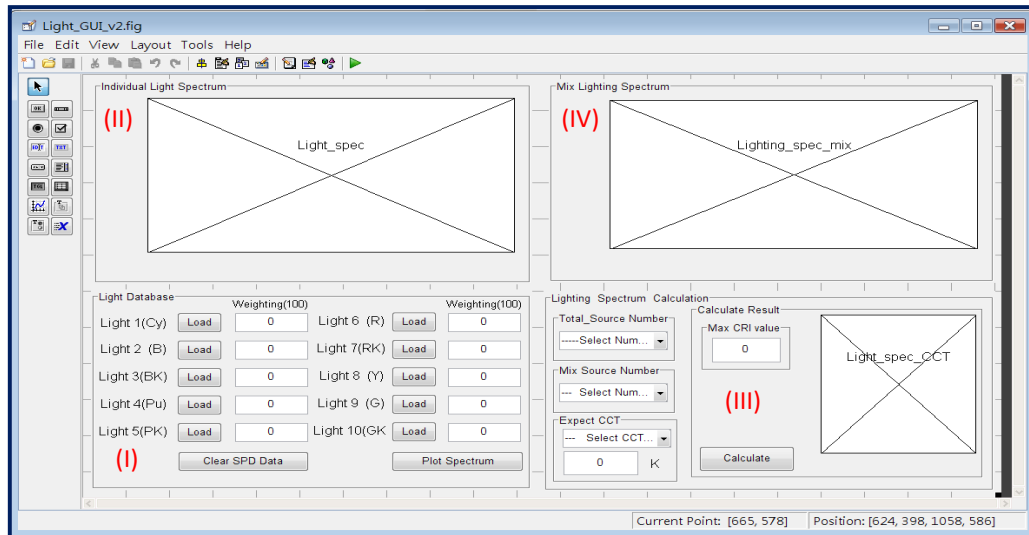 Light_GUI_v2.fig
File Edit View Layout Tools Help
Individual Light Spectrum
(II)
Light_spec
Mix Lighting Spectrum
(IV)
Lighting_spec_mix
Light Database
Weighting(100) Weighting(100)
Light 1(Cy) Load 0 Light 6 (R) Load 0
Light 2 (B) Load 0 Light 7(RK) Load 0
Light 3(BK) Load 0 Light 8 (Y) Load 0
Light 4(Pu) Load 0 Light 9 (G) Load 0
Light 5(PK) Load 0 Light 10(GK Load 0
(I)
Clear SPD Data Plot Spectrum
Lighting Spectrum Calculation
Total_Source Number
-----Select Num...
Mix Source Number
--- Select Num...
Expect CCT
--- Select CCT...
0 K
Calculate Result
Max CRI value
0
(III)
Calculate
Light_spec_CCT
Current Point: [665, 578] Position: [624, 398, 1058, 586]